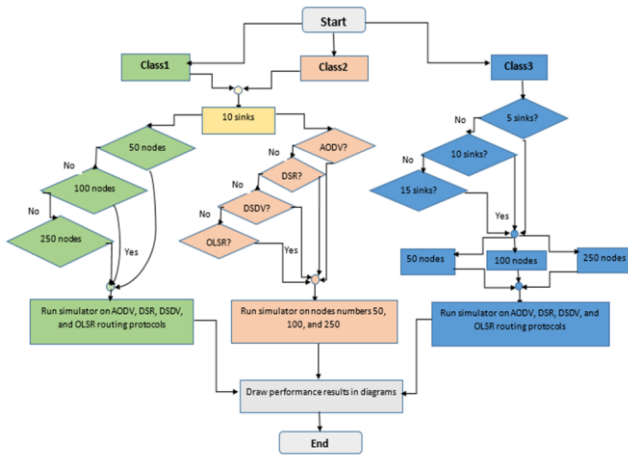 Start
Class1
Class2
Class3
10 sinks
5 sinks?
No
50 nodes
AODV?
10 sinks?
No
No
No
100 nodes
DSR?
15 sinks?
No
No
DSDV?
No
Yes
250 nodes
Yes
OLSR?
Yes
50 nodes
100 nodes
250 nodes
Run simulator on AODV, DSR, DSDV,
and OLSR routing protocols
Run simulator on nodes numbers 50,
100, and 250
Run simulator on AODV, DSR, DSDV, and
OLSR routing protocols
Draw performance results in diagrams
End